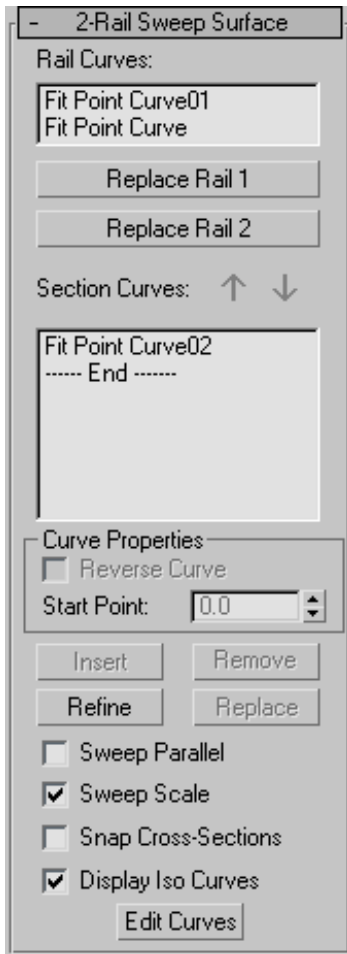 - 2-Rail Sweep Surface
Rail Curves:
Fit Point Curve01
Fit Point Curve
Replace Rail 1
Replace Rail 2
Section Curves: ↑ ↓
Fit Point Curve02
------ End -------
Curve Properties
Reverse Curve
Start Point: 0.0
Insert Remove
Refine Replace
Sweep Parallel
Sweep Scale
Snap Cross-Sections
Display Iso Curves
Edit Curves